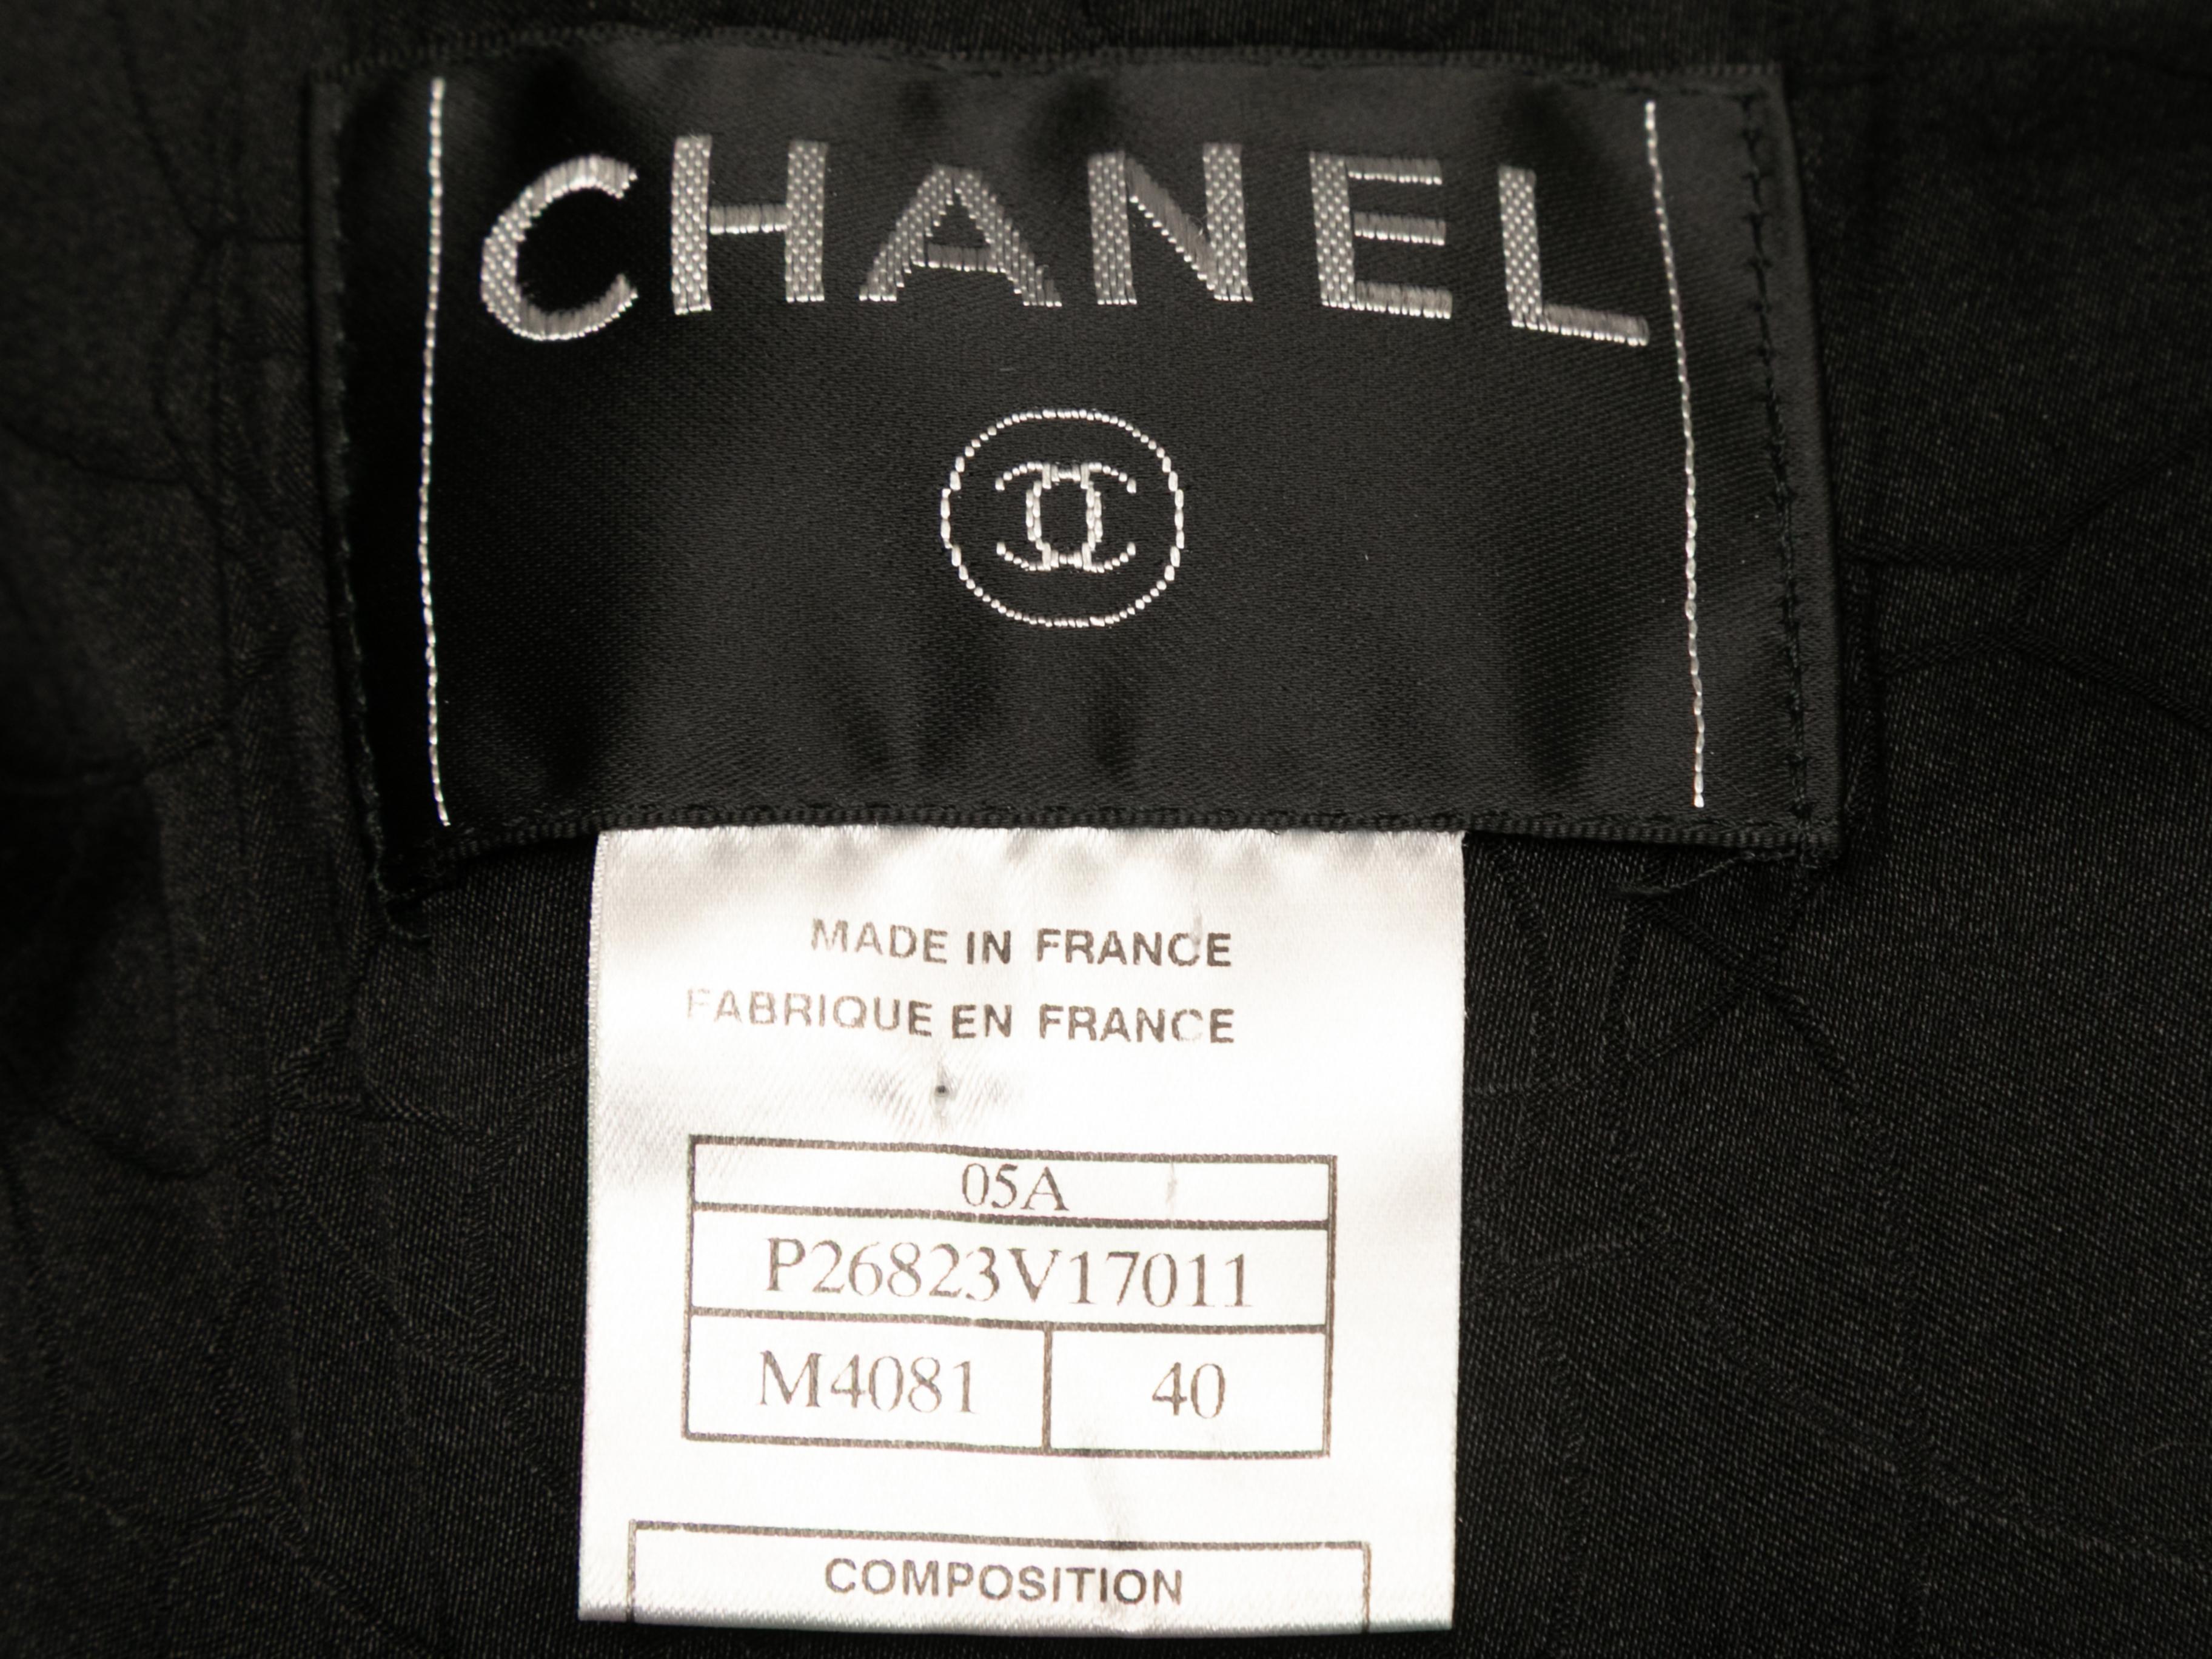 CHANEL
MADE IN FRANCE
FABRIQUE EN FRANCE
05A
P26823V17011
M4081 40
COMPOSITION